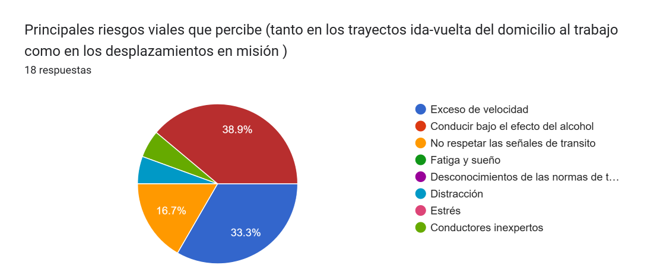 Principales riesgos viales que percibe (tanto en los trayectos ida-vuelta del domicilio al trabajo
como en los desplazamientos en misión )
18 respuestas
38.9%
16.7%
33.3%
Exceso de velocidad
Conducir bajo el efecto del alcohol
No respetar las señales de transito
Fatiga y sueño
Desconocimientos de las normas de t…
Distracción
Estrés
Conductores inexpertos